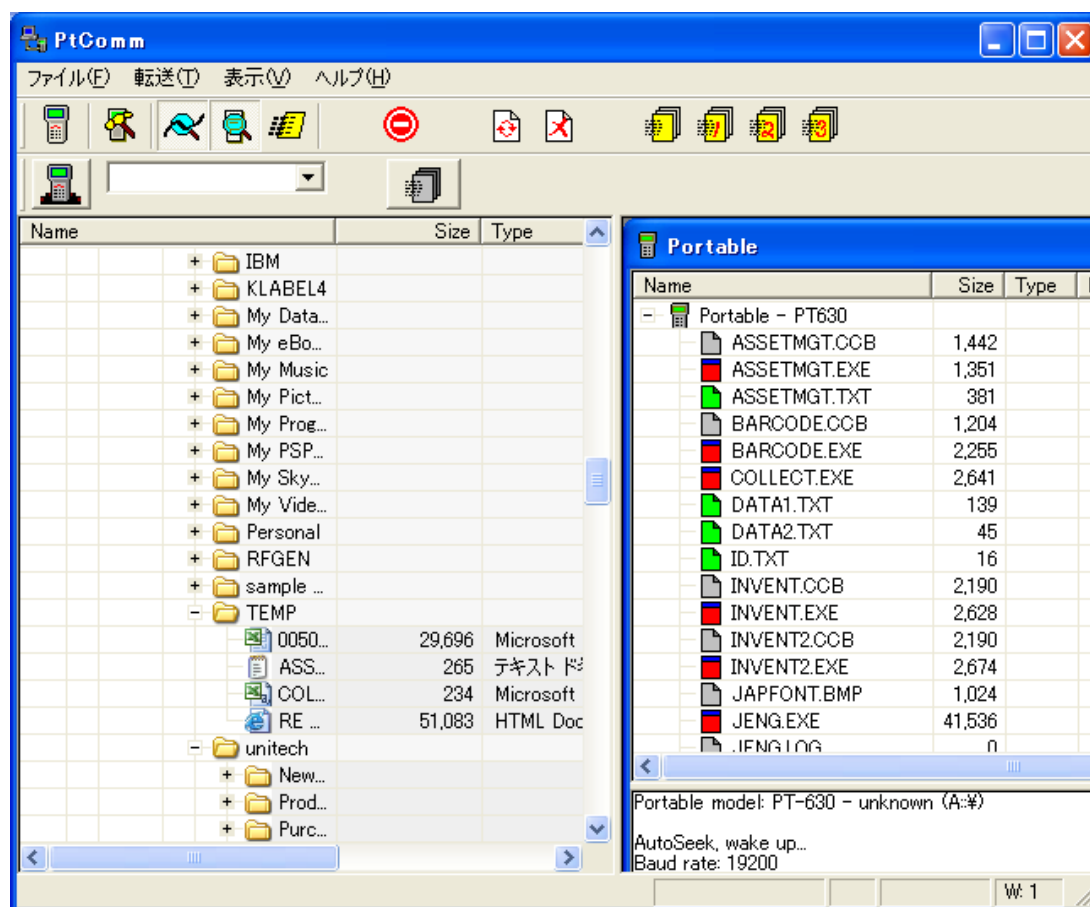 PtComm
ファイル(F) 転送(T) 表示(V) ヘルプ(H)
1 2 3
Name Size Type
IBM
KLABEL4
My Data...
My eBo...
My Music
My Pict...
My Prog...
My PSP...
My Sky...
My Vide...
Personal
RFGEN
sample ...
TEMP
0050... 29,696 Microsoft
ASS... 265 テキスト ド
COL... 234 Microsoft
RE ... 51,083 HTML Doc
unitech
New...
Prod...
Purc...
Portable
Name Size Type
Portable - PT630
ASSETMGT.CCB 1,442
ASSETMGT.EXE 1,351
ASSETMGT.TXT 381
BARCODE.CCB 1,204
BARCODE.EXE 2,255
COLLECT.EXE 2,641
DATA1.TXT 139
DATA2.TXT 45
ID.TXT 16
INVENT.CCB 2,190
INVENT.EXE 2,628
INVENT2.CCB 2,190
INVENT2.EXE 2,674
JAPFONT.BMP 1,024
JENG.EXE 41,536
JENG.LOG 0
Portable model: PT-630 - unknown (A:¥)
AutoSeek, wake up...
Baud rate: 19200
W: 1